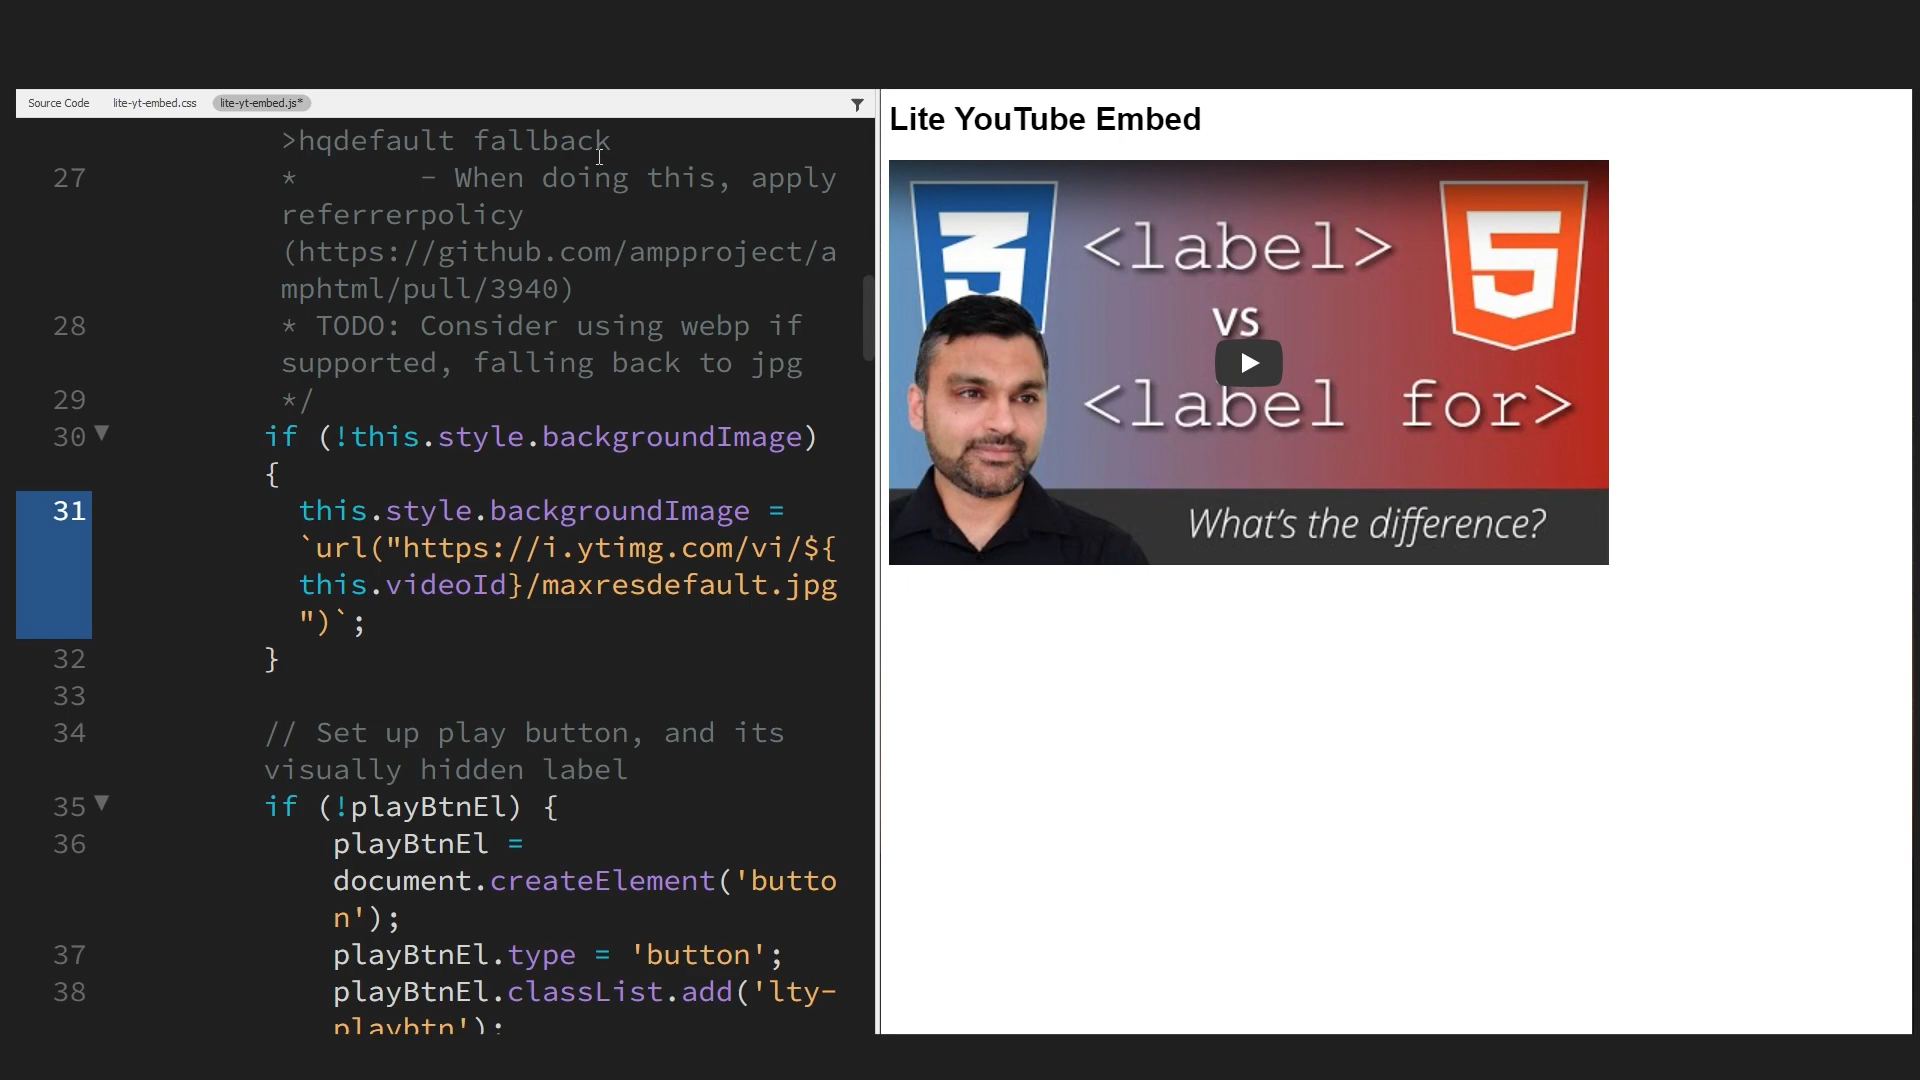 Source Code lite-yt-embed.css lite-yt-embed.js*
>hqdefault fallback
27 * - When doing this, apply
referrerpolicy
(https://github.com/ampproject/a
mphtml/pull/3940)
28 * TODO: Consider using webp if
supported, falling back to jpg
29 */
30 if (!this.style.backgroundImage)
{
31 this.style.backgroundImage =
`url("https://i.ytimg.com/vi/${
this.videoId}/maxresdefault.jpg
")`;
32 }
33
34 // Set up play button, and its
visually hidden label
35 if (!playBtnEl) {
36 playBtnEl =
document.createElement('butto
n');
37 playBtnEl.type = 'button';
38 playBtnEl.classList.add('lty-
playbtn');
Lite YouTube Embed
3 <label> 5
vs
<label for>
What's the difference?